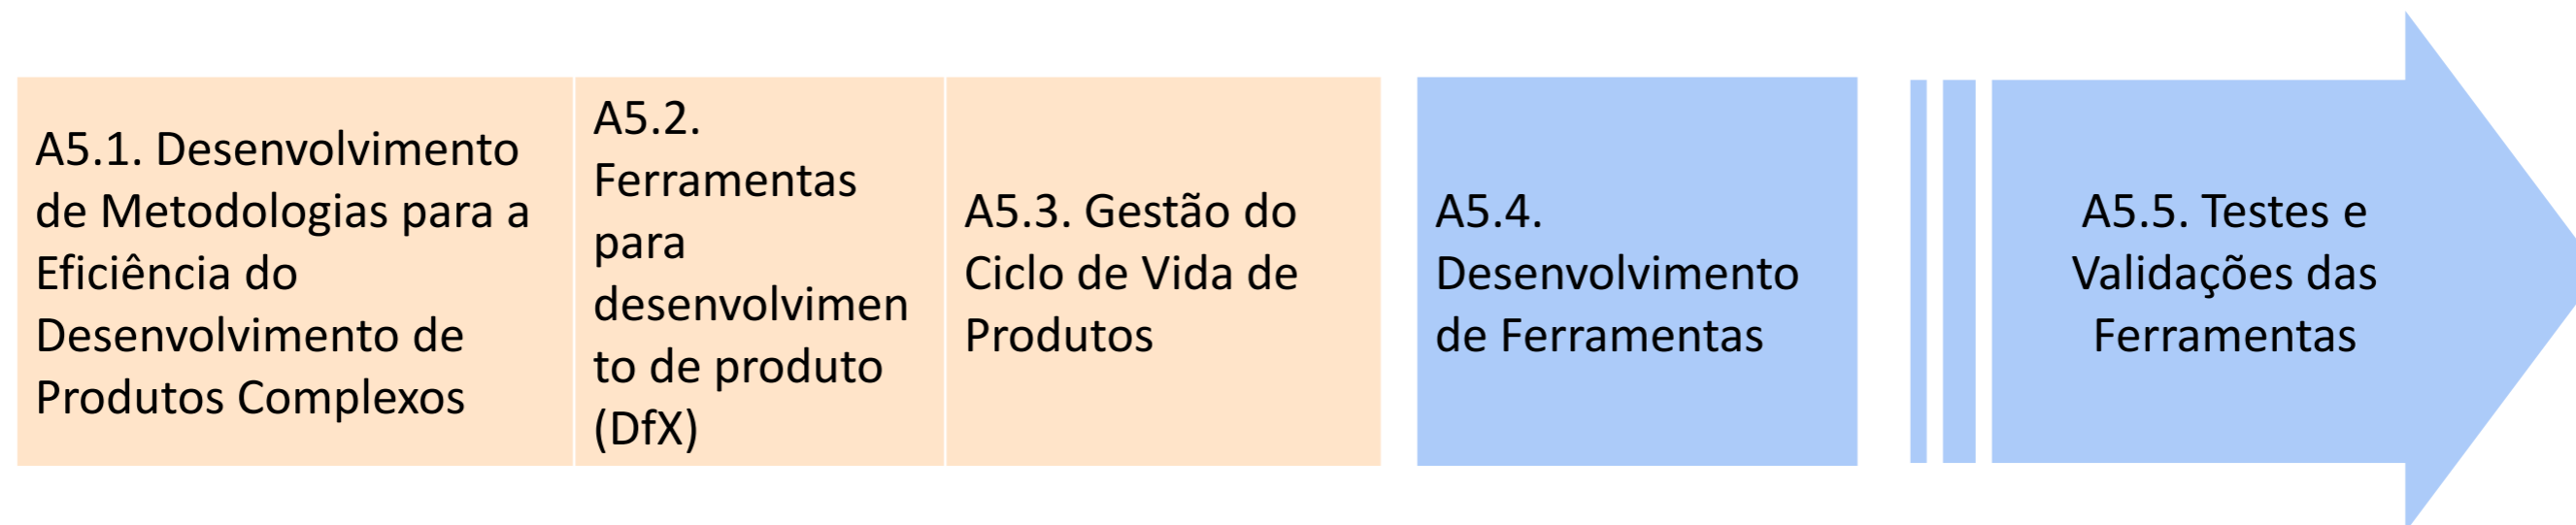 A5.1. Desenvolvimento
de Metodologias para a
Eficiência do
Desenvolvimento de
Produtos Complexos
A5.2.
Ferramentas
para
desenvolvimen
to de produto
(DfX)
A5.3. Gestão do
Ciclo de Vida de
Produtos
A5.4.
Desenvolvimento
de Ferramentas
A5.5. Testes e
Validações das
Ferramentas